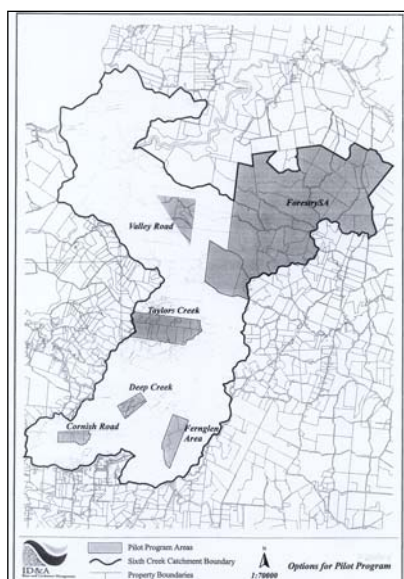 ForestrySA
Valley Road
Taylors Creek
Deep Creek
Cornish Road
Fernglen
Area
ID&A
Pilot Program Areas
Sixth Creek Catchment Boundary
Property Boundaries
N
1:70000
Options for Pilot Program